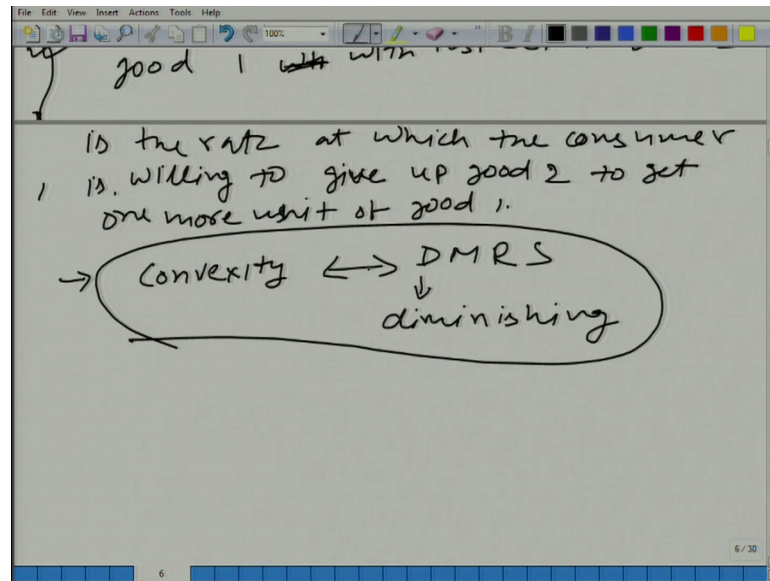 File Edit View Insert Actions Tools Help
100%
B I
good 1 with
is the rate at which the consumer
is willing to give up good 2 to get
one more unit of good 1.
→ Convexity ↔ DMRS
↓
diminishing
6/30
6